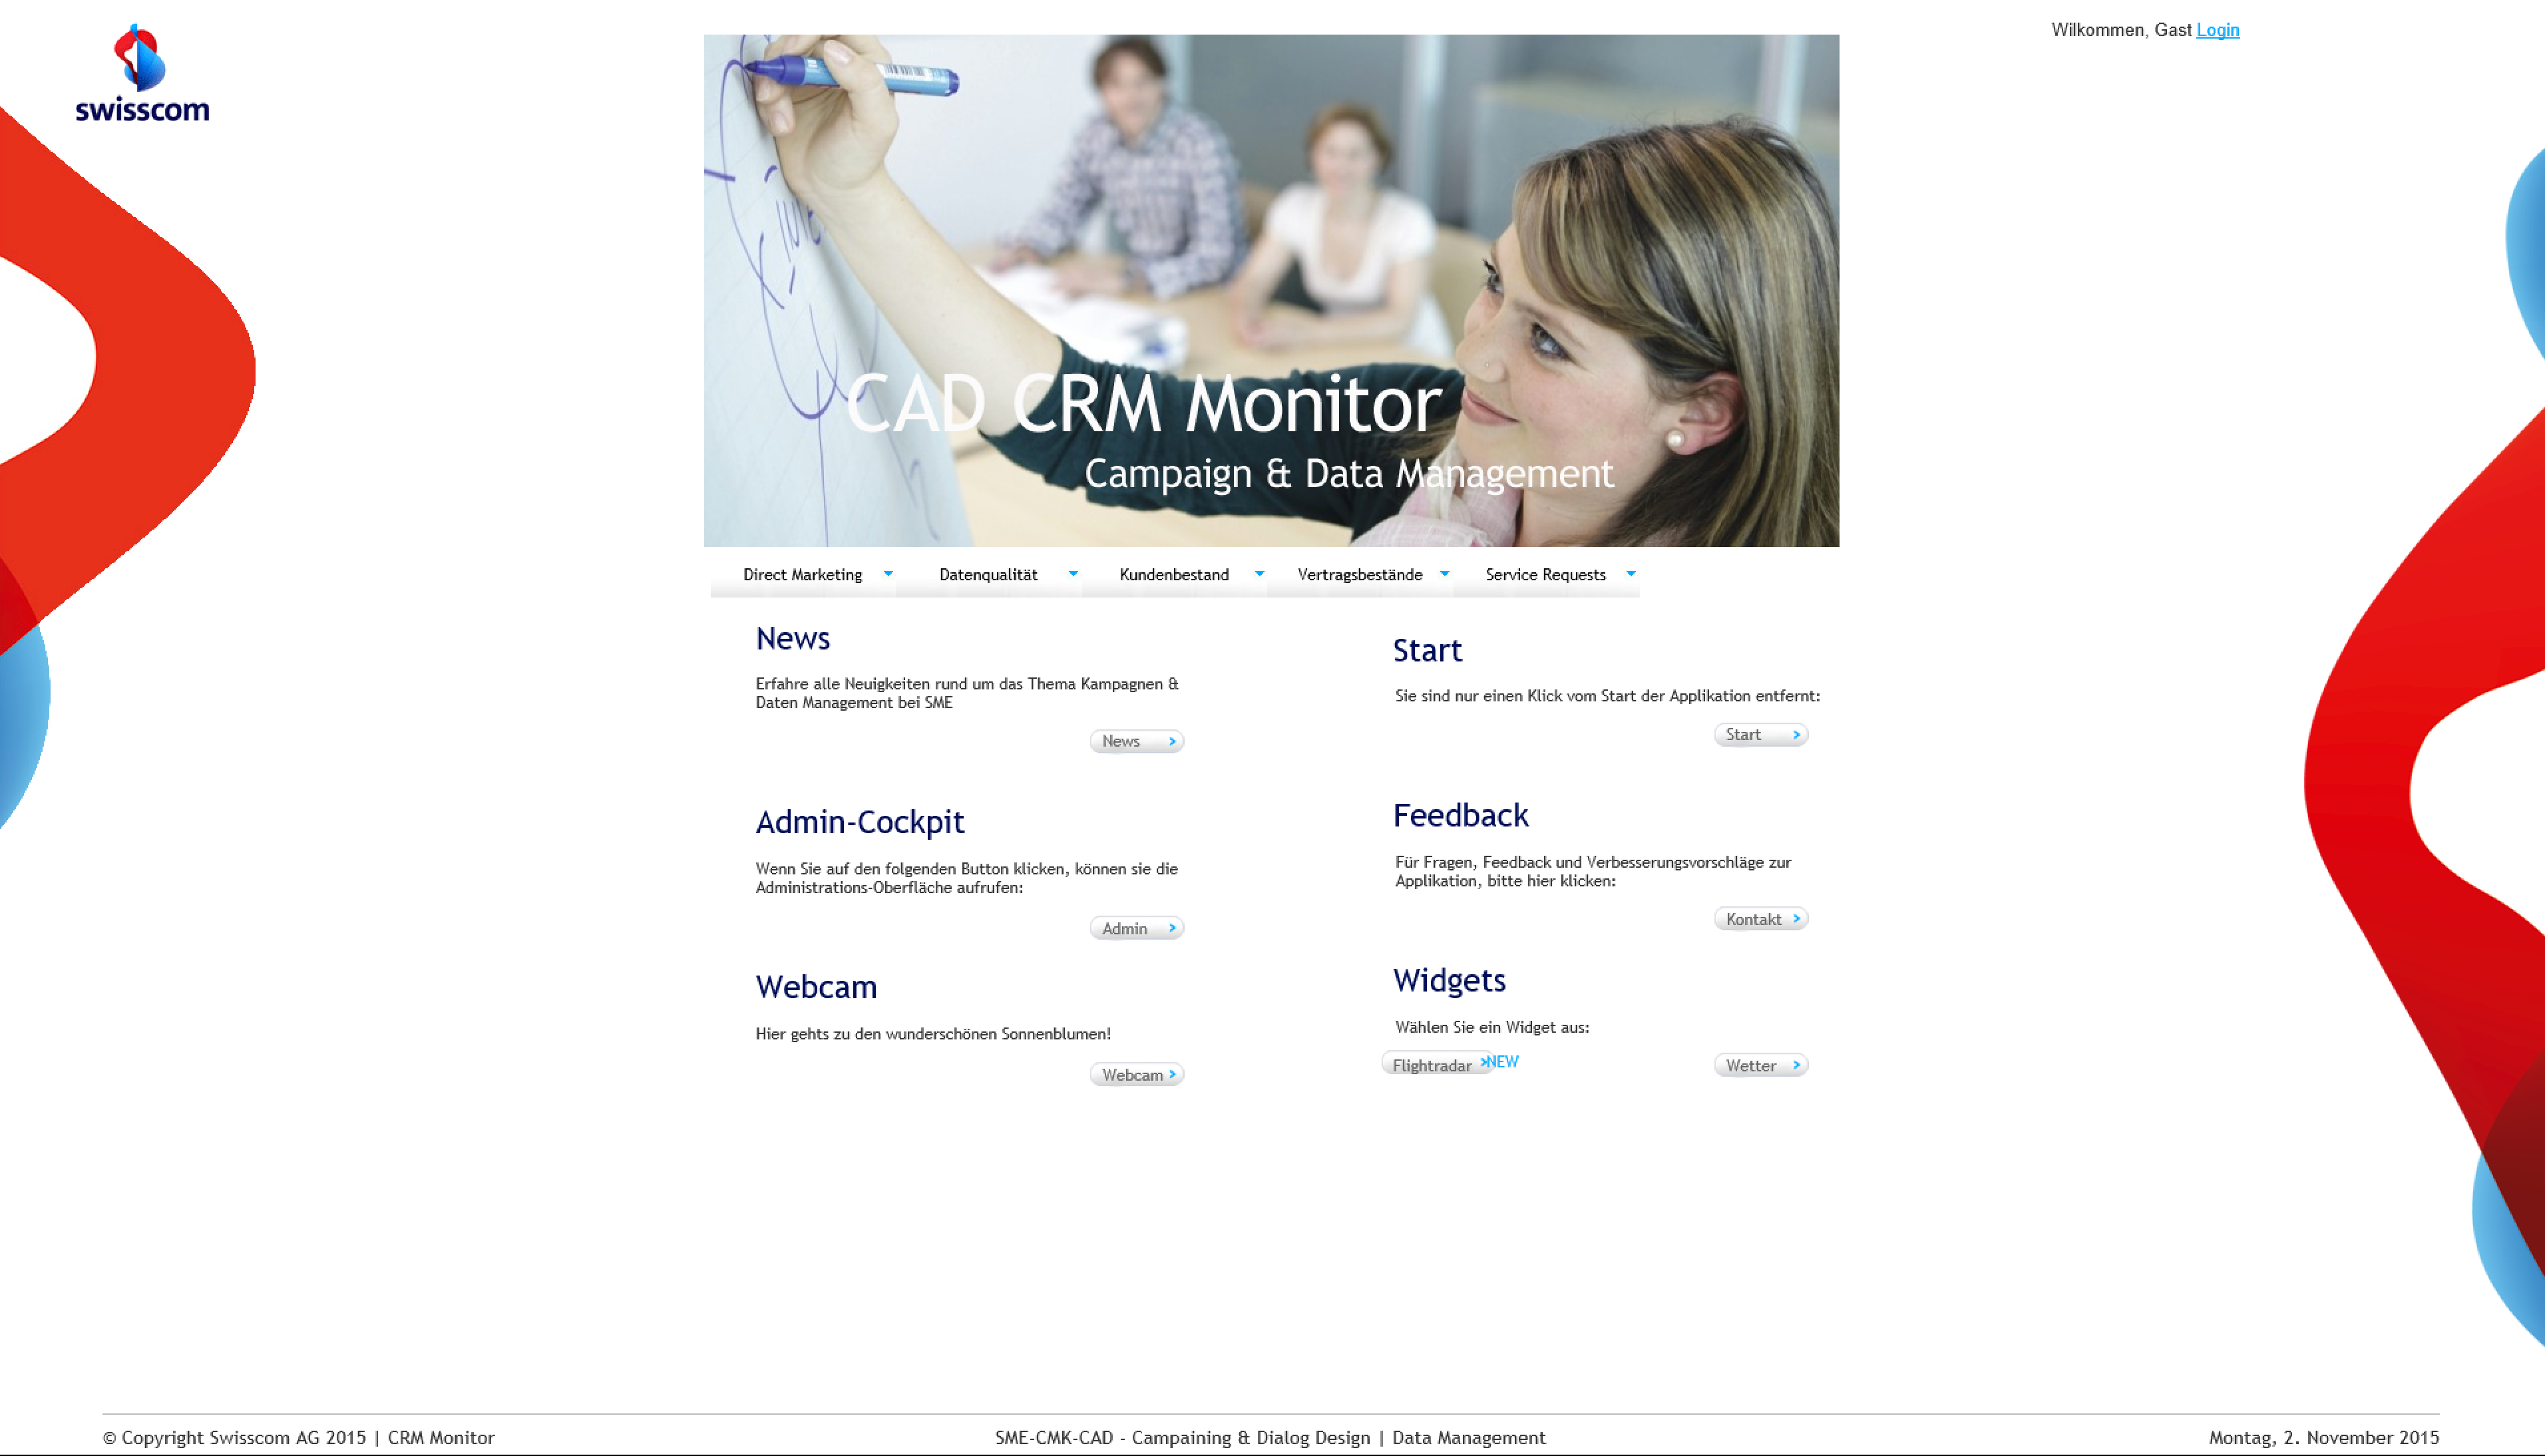 swisscom
Wilkommen, Gast Login
CAD CRM Monitor
Campaign & Data Management
Direct Marketing
Datenqualität
Kundenbestand
Vertragsbestände
Service Requests
News
Erfahre alle Neuigkeiten rund um das Thema Kampagnen &
Daten Management bei SME
News
Start
Sie sind nur einen Klick vom Start der Applikation entfernt:
Start
Admin-Cockpit
Wenn Sie auf den folgenden Button klicken, können sie die
Administrations-Oberfläche aufrufen:
Admin
Feedback
Für Fragen, Feedback und Verbesserungsvorschläge zur
Applikation, bitte hier klicken:
Kontakt
Webcam
Hier gehts zu den wunderschönen Sonnenblumen!
Webcam
Widgets
Wählen Sie ein Widget aus:
Flightradar NEW
Wetter
© Copyright Swisscom AG 2015 | CRM Monitor
SME-CMK-CAD - Campaining & Dialog Design | Data Management
Montag, 2. November 2015